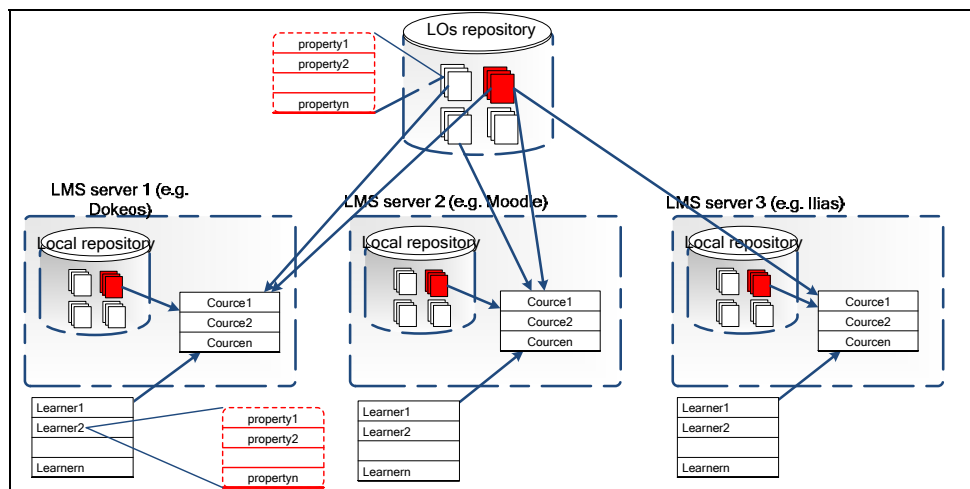 LOs repository
property1
property2
propertyn
LMS server 1 (e.g.
Dokeos)
LMS server 2 (e.g. Moodle)
LMS server 3 (e.g. Ilias)
Local repository
Cource1
Cource2
Courcen
Local repository
Cource1
Cource2
Courcen
Local repository
Cource1
Cource2
Courcen
Learner1
Learner2
Learnern
property1
property2
propertyn
Learner1
Learner2
Learnern
Learner1
Learner2
Learnern